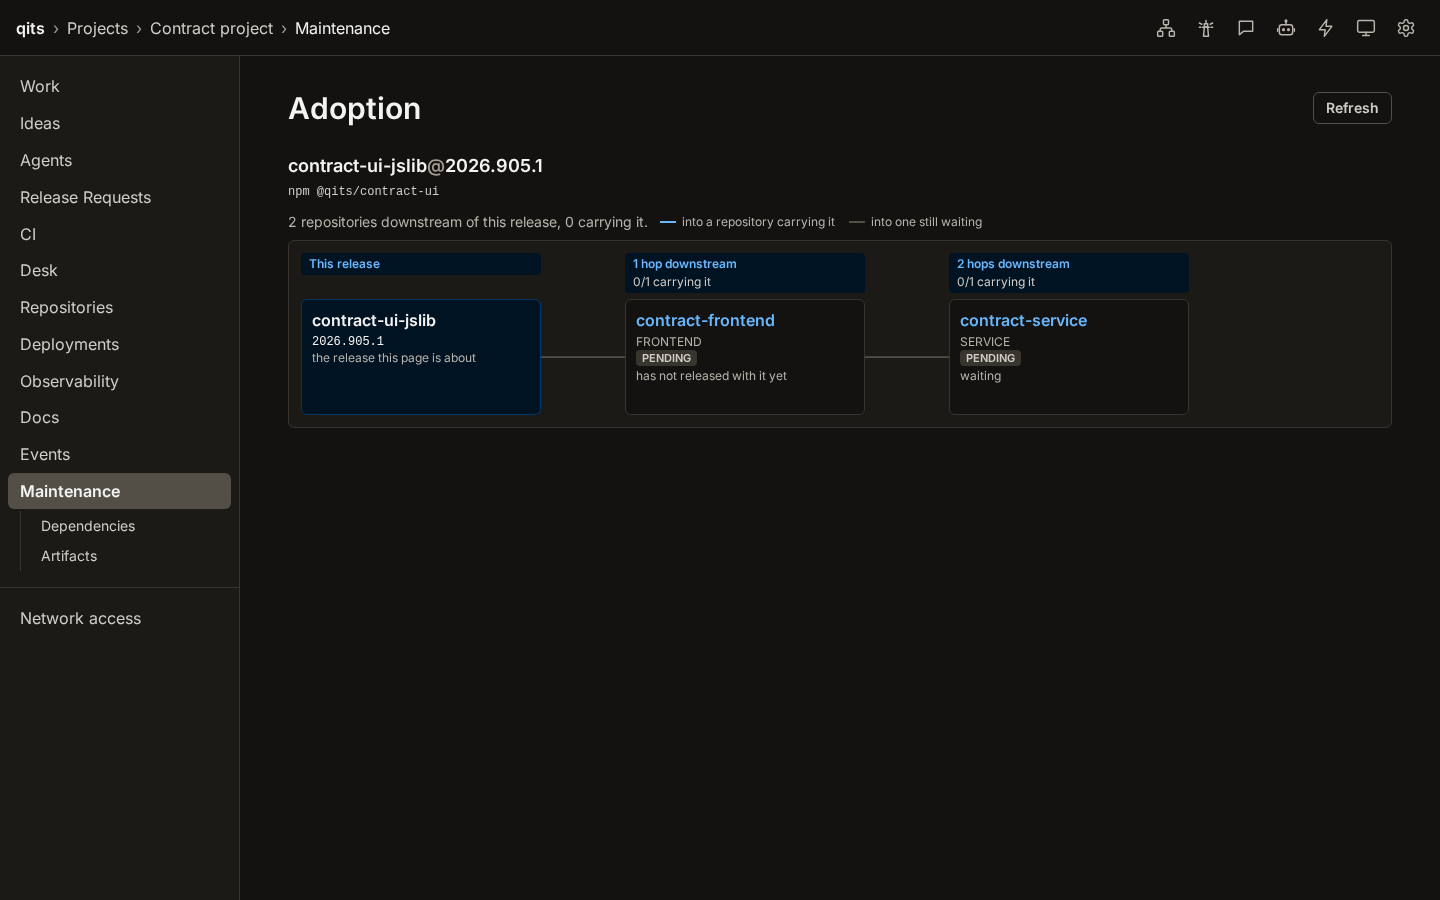 qits › Projects › Contract project › Maintenance
Work
Ideas
Agents
Release Requests
CI
Desk
Repositories
Deployments
Observability
Docs
Events
Maintenance
Dependencies
Artifacts
Network access
Adoption
Refresh
contract-ui-jslib@2026.905.1
npm @qits/contract-ui
2 repositories downstream of this release, 0 carrying it. into a repository carrying it into one still waiting
This release
contract-ui-jslib
2026.905.1
the release this page is about
1 hop downstream
0/1 carrying it
contract-frontend
FRONTEND
PENDING
has not released with it yet
2 hops downstream
0/1 carrying it
contract-service
SERVICE
PENDING
waiting